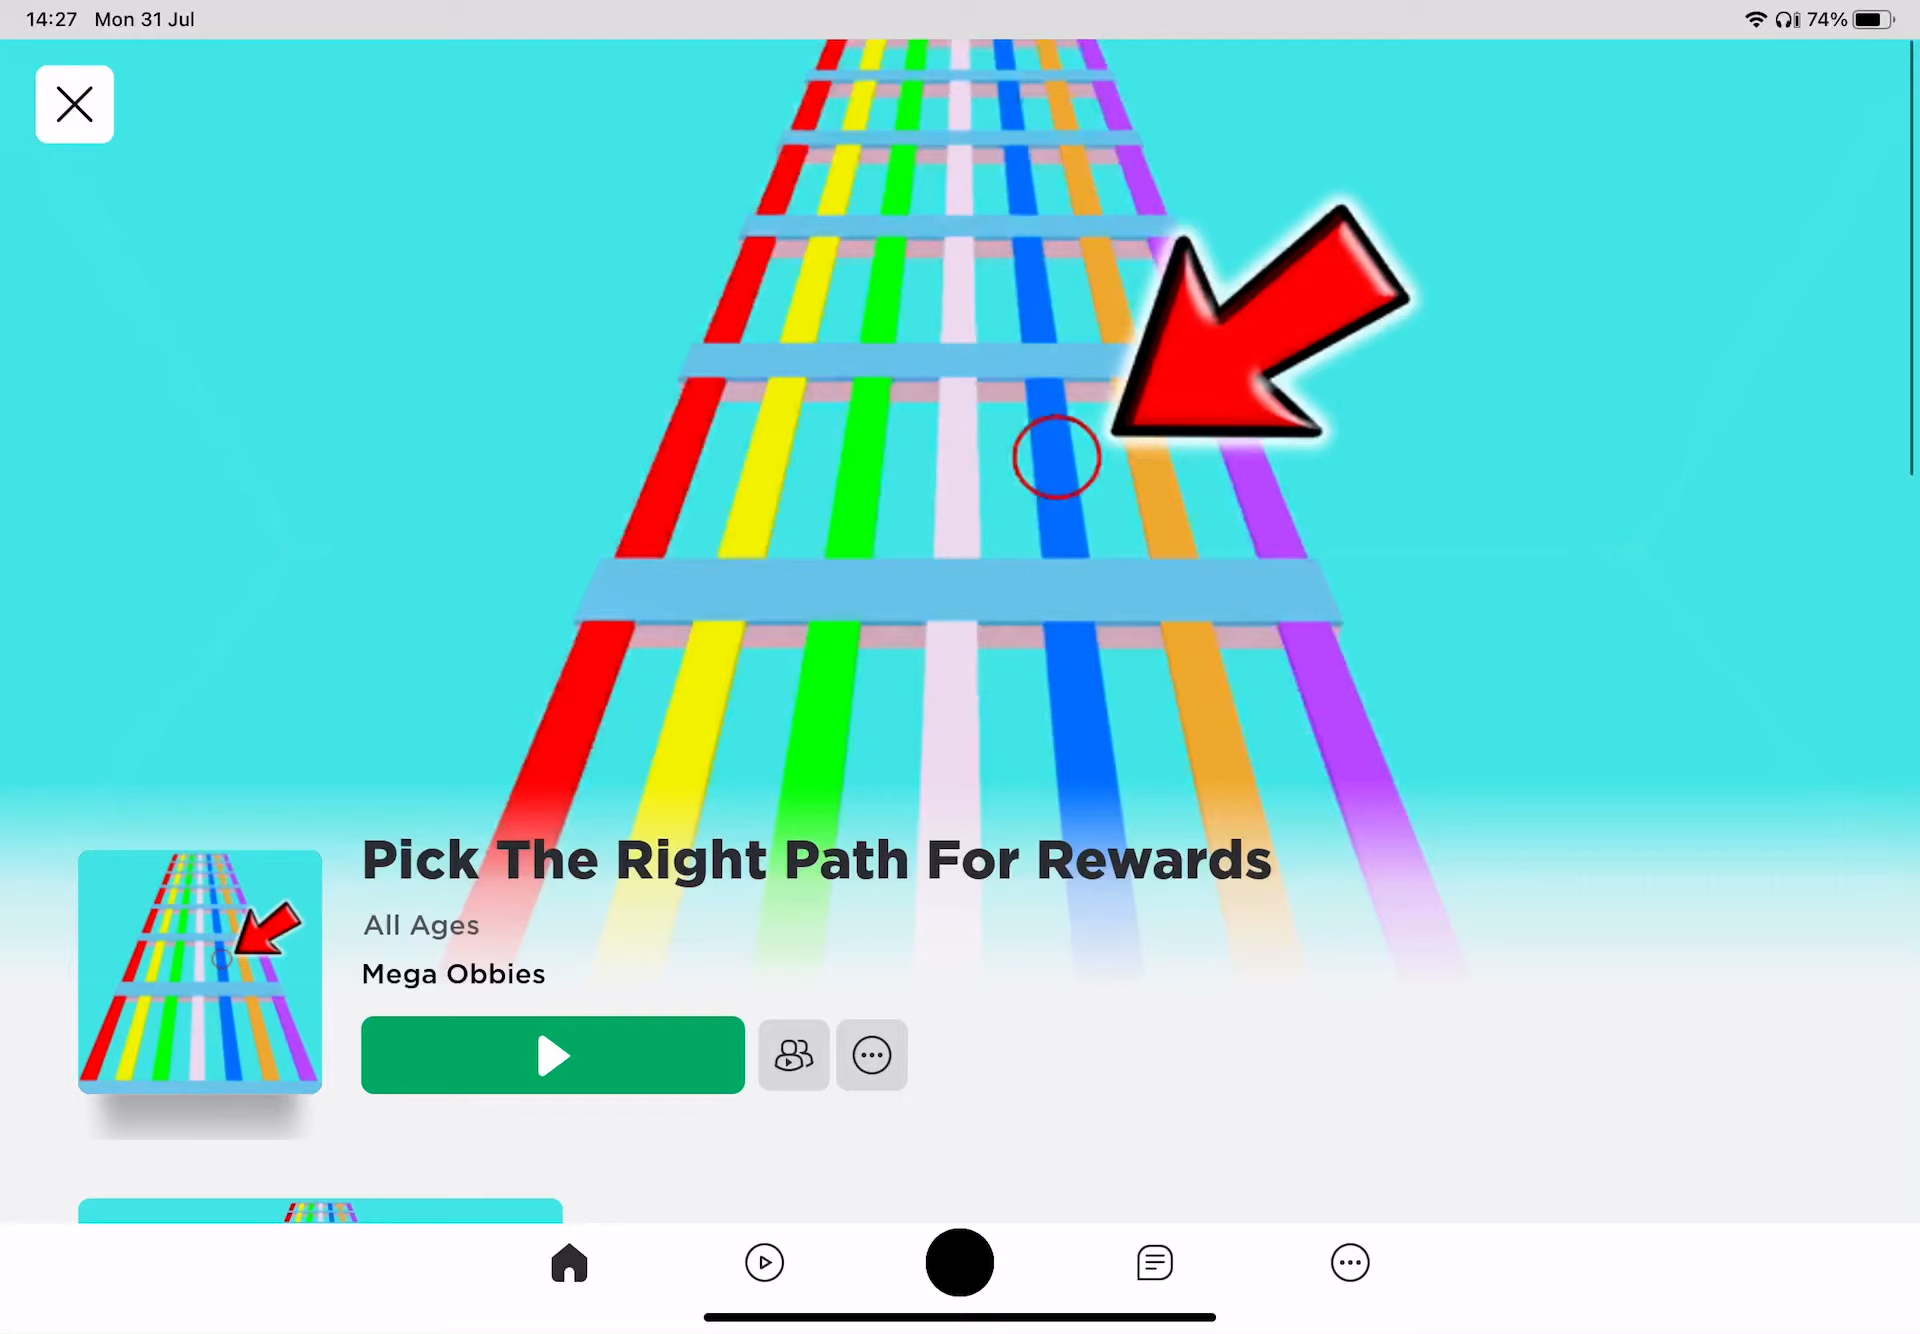 14:27 Mon 31 Jul
74%
Pick The Right Path For Rewards
All Ages
Mega Obbies